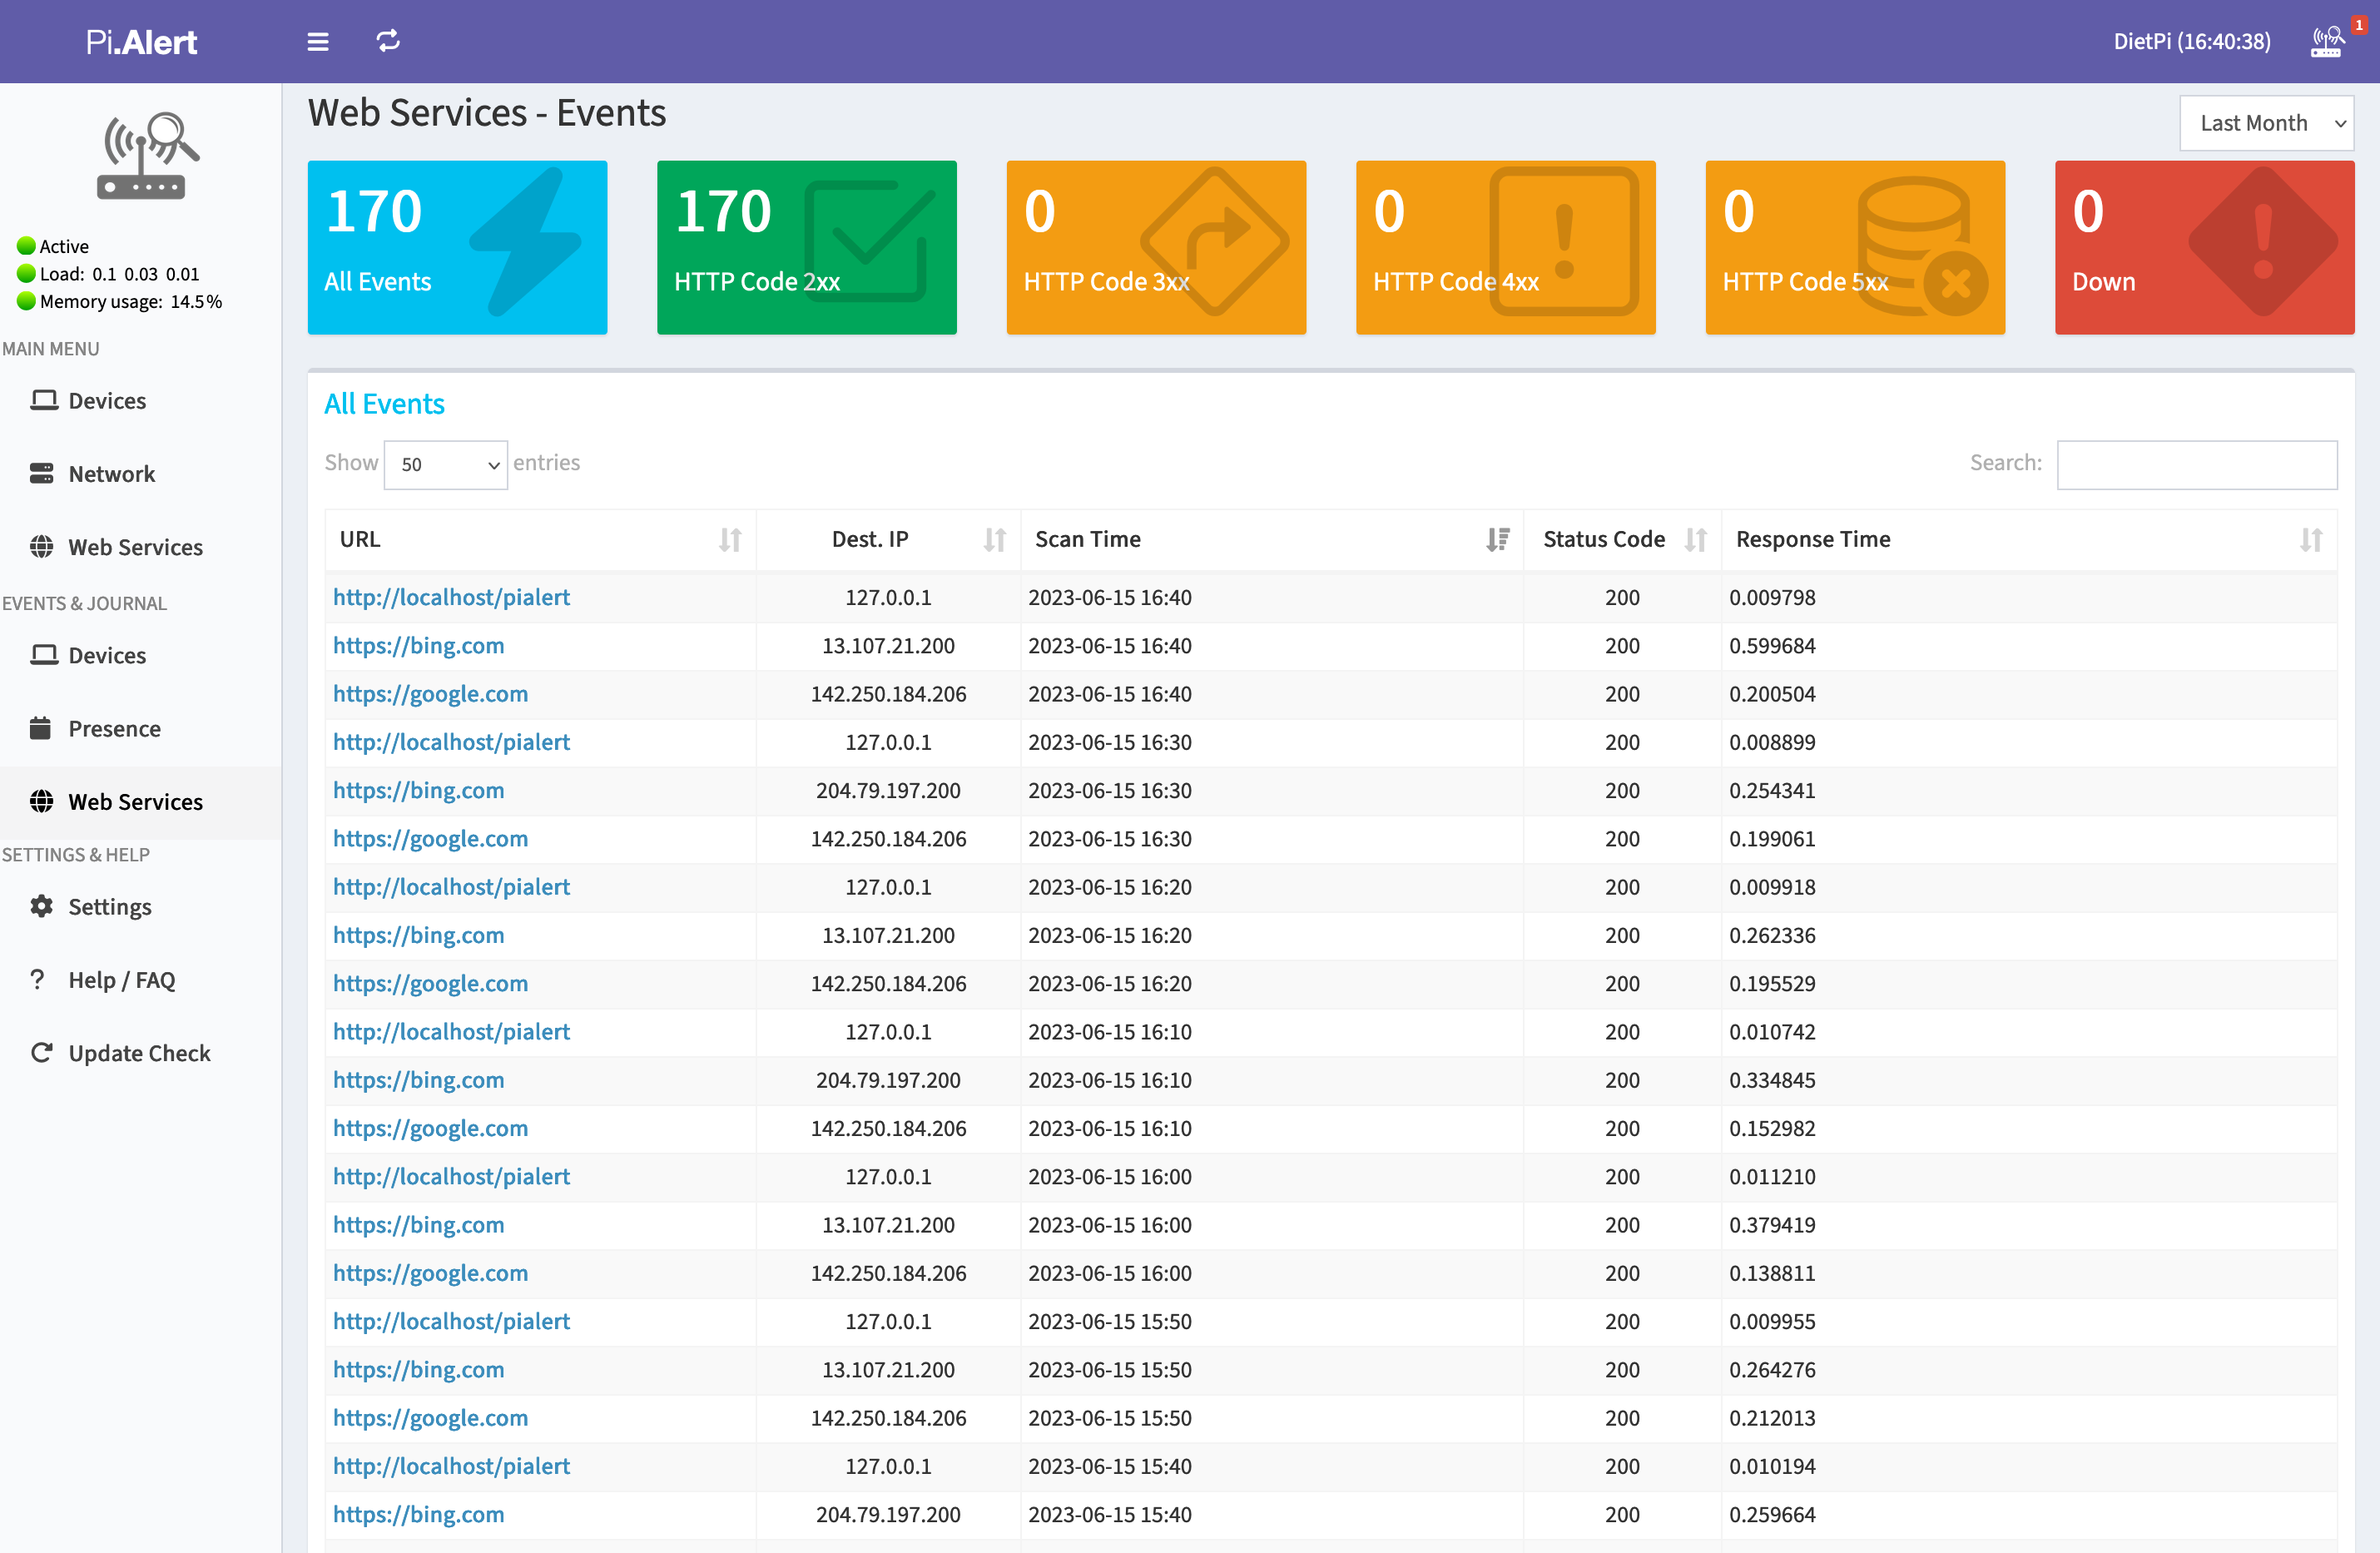 Pi.Alert
DietPi (16:40:38)
1
Active
Load: 0.1 0.03 0.01
Memory usage: 14.5%
MAIN MENU
Devices
Network
Web Services
EVENTS & JOURNAL
Devices
Presence
Web Services
SETTINGS & HELP
Settings
Help / FAQ
Update Check
Web Services - Events
Last Month
170
All Events
170
HTTP Code 2xx
0
HTTP Code 3xx
0
HTTP Code 4xx
0
HTTP Code 5xx
0
Down
All Events
Show 50 entries
Search:
URL Dest. IP Scan Time Status Code Response Time
http://localhost/pialert 127.0.0.1 2023-06-15 16:40 200 0.009798
https://bing.com 13.107.21.200 2023-06-15 16:40 200 0.599684
https://google.com 142.250.184.206 2023-06-15 16:40 200 0.200504
http://localhost/pialert 127.0.0.1 2023-06-15 16:30 200 0.008899
https://bing.com 204.79.197.200 2023-06-15 16:30 200 0.254341
https://google.com 142.250.184.206 2023-06-15 16:30 200 0.199061
http://localhost/pialert 127.0.0.1 2023-06-15 16:20 200 0.009918
https://bing.com 13.107.21.200 2023-06-15 16:20 200 0.262336
https://google.com 142.250.184.206 2023-06-15 16:20 200 0.195529
http://localhost/pialert 127.0.0.1 2023-06-15 16:10 200 0.010742
https://bing.com 204.79.197.200 2023-06-15 16:10 200 0.334845
https://google.com 142.250.184.206 2023-06-15 16:10 200 0.152982
http://localhost/pialert 127.0.0.1 2023-06-15 16:00 200 0.011210
https://bing.com 13.107.21.200 2023-06-15 16:00 200 0.379419
https://google.com 142.250.184.206 2023-06-15 16:00 200 0.138811
http://localhost/pialert 127.0.0.1 2023-06-15 15:50 200 0.009955
https://bing.com 13.107.21.200 2023-06-15 15:50 200 0.264276
https://google.com 142.250.184.206 2023-06-15 15:50 200 0.212013
http://localhost/pialert 127.0.0.1 2023-06-15 15:40 200 0.010194
https://bing.com 204.79.197.200 2023-06-15 15:40 200 0.259664